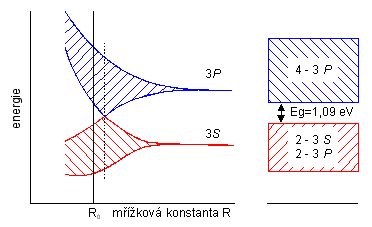 energie
3P
3S
R₀ mřížková konstanta R
4 - 3 P
Eg=1,09 eV
2 - 3 S
2 - 3 P